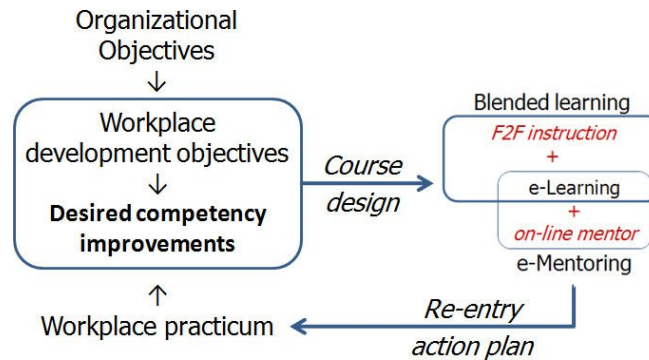 Organizational
Objectives
↓
Workplace
development objectives
↓
Desired competency
improvements
↑
Workplace practicum
Course
design
Blended learning
F2F instruction
+
e-Learning
+
on-line mentor
e-Mentoring
Re-entry
action plan